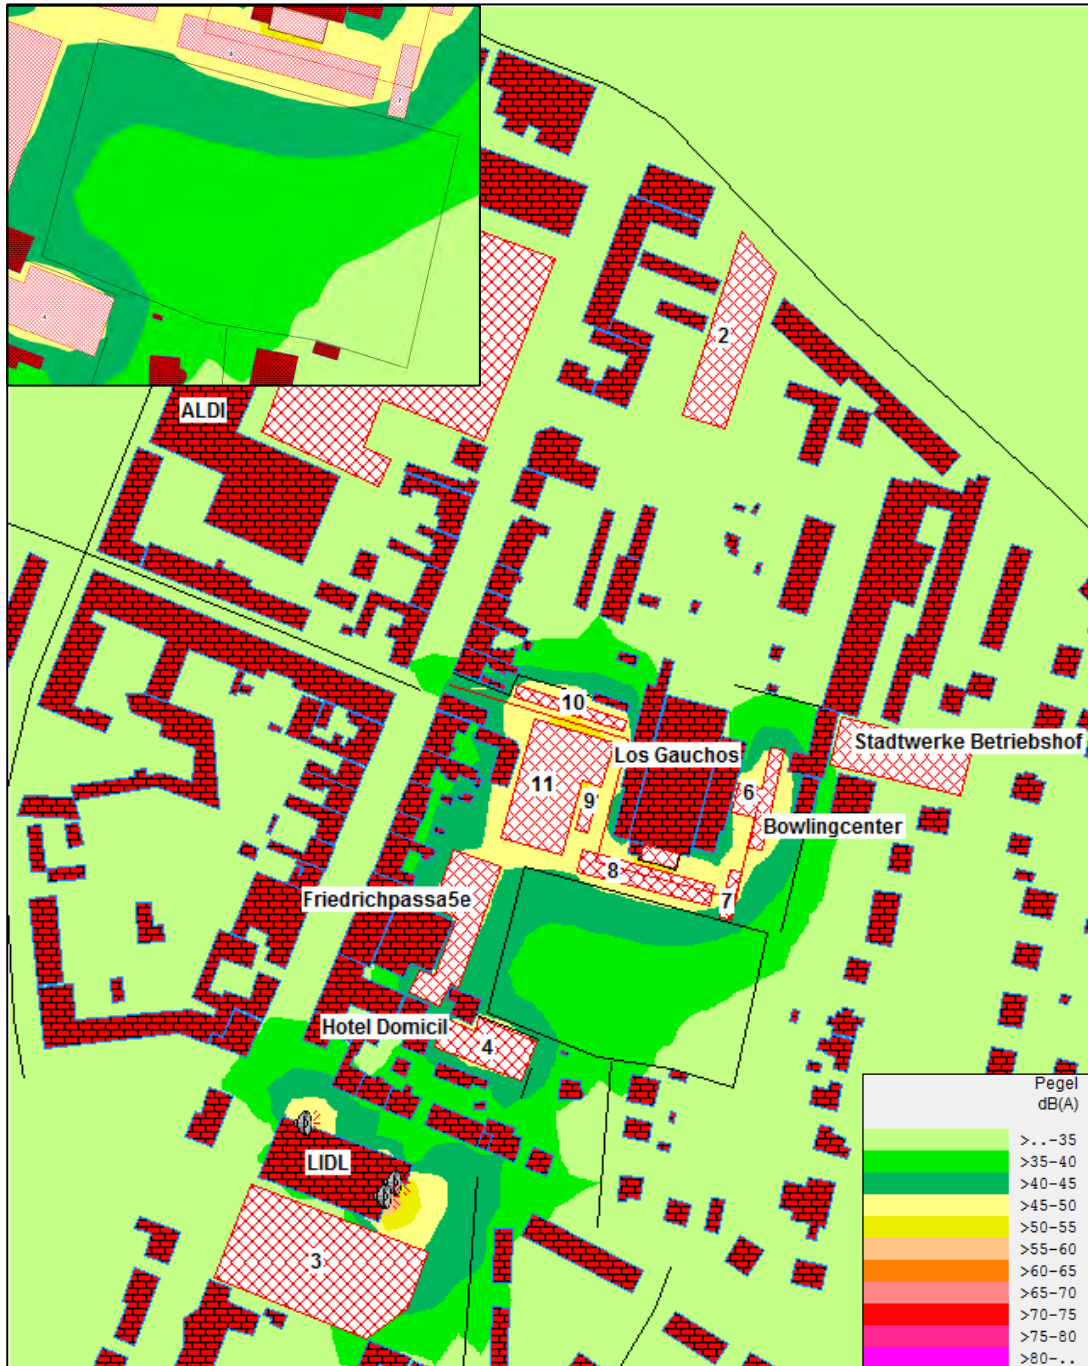 2
ALDI
10
Stadtwerke Betriebshof
Los Gauchos
11
9
6
Bowlingcenter
8
7
Friedrichpassa5e
Hotel Domicil
4
LIDL
3
Pegel
dB(A)
>..-35
>35-40
>40-45
>45-50
>50-55
>55-60
>60-65
>65-70
>70-75
>75-80
>80-..